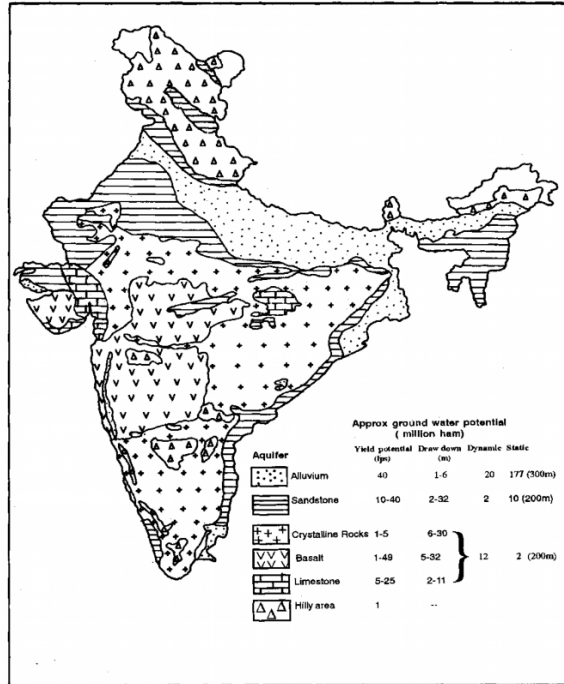 Approx ground water potential
( million ham)
Aquifer Yield potential Draw down Dynamic Static
(lps) (m)
Alluvium 40 1-6 20 177 (300m)
Sandstone 10-40 2-32 2 10 (200m)
Crystalline Rocks 1-5 6-30
Basalt 1-49 5-32 12 2 (200m)
Limestone 5-25 2-11
Hilly area 1 --